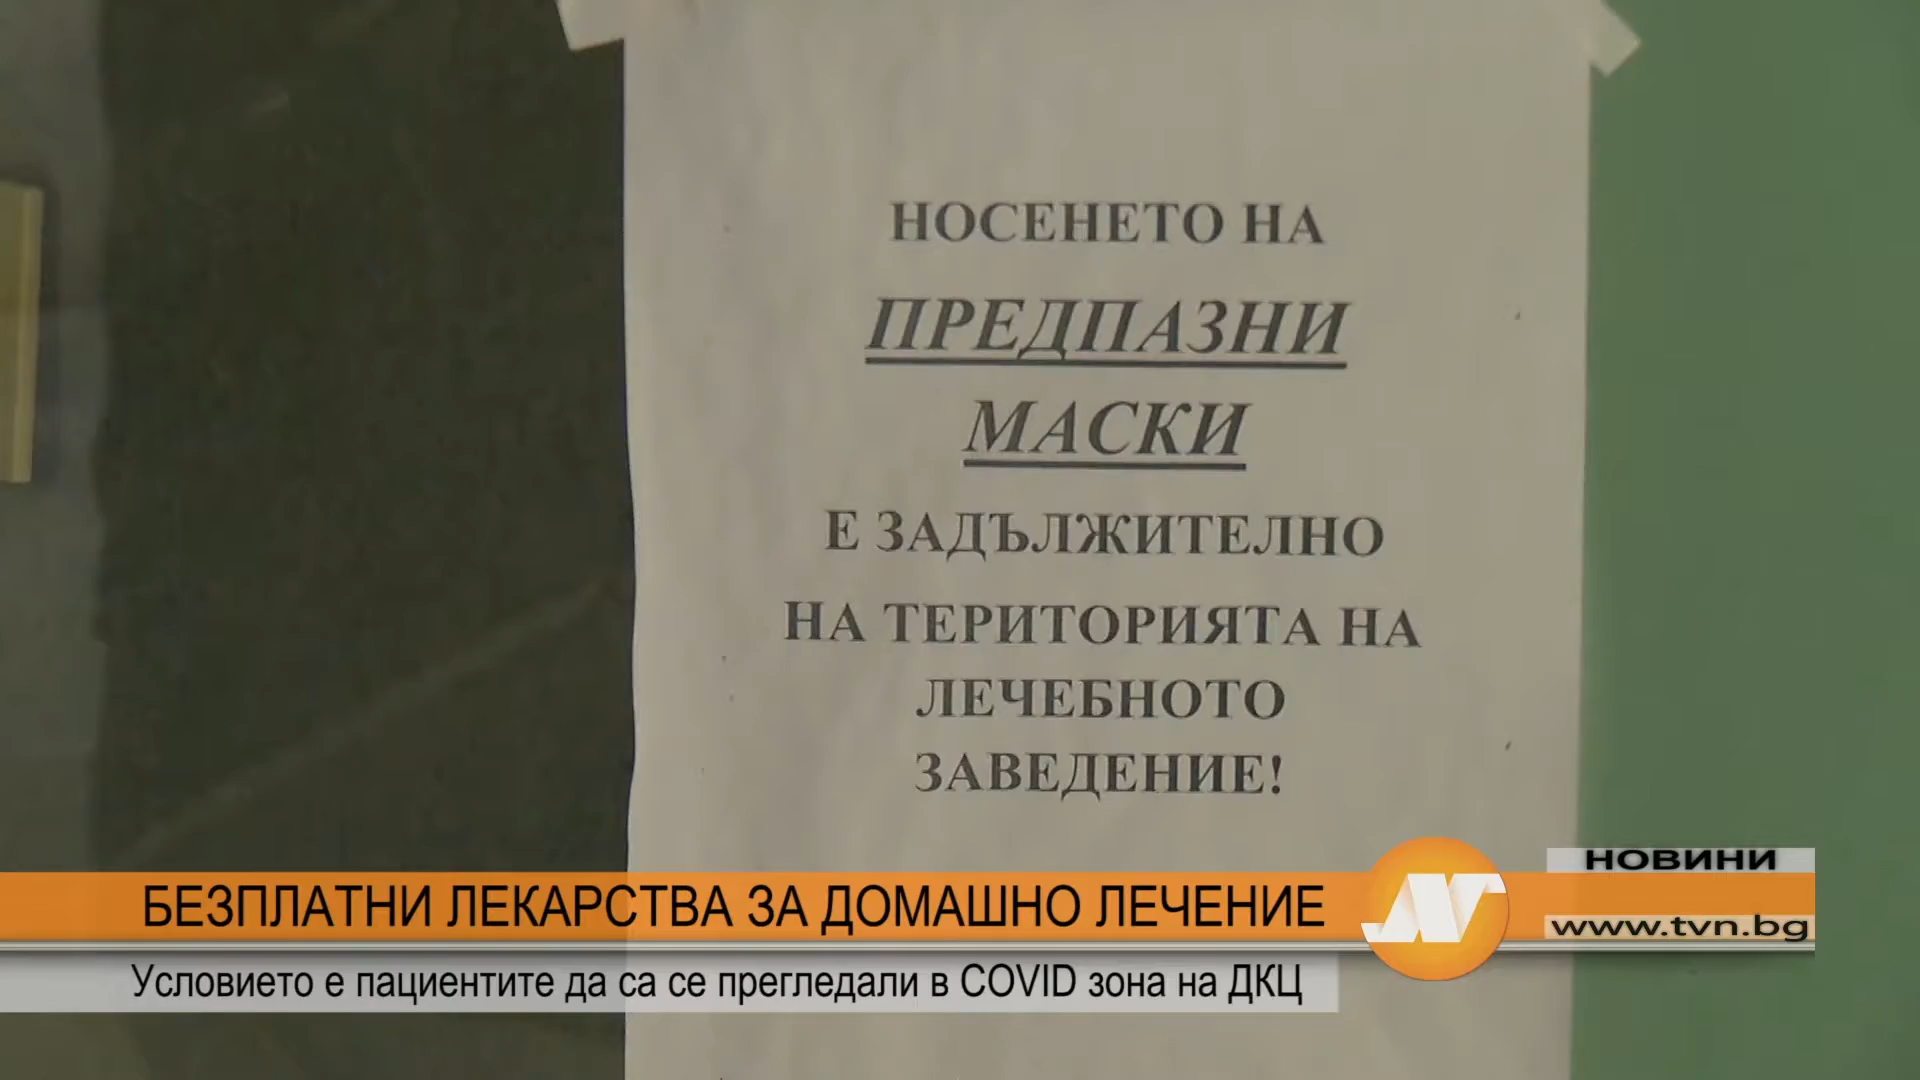 НОСЕНЕТО НА
ПРЕДПАЗНИ
МАСКИ
Е ЗАДЪЛЖИТЕЛНО
НА ТЕРИТОРИЯТА НА
ЛЕЧЕБНОТО
ЗАВЕДЕНИЕ!
БЕЗПЛАТНИ ЛЕКАРСТВА ЗА ДОМАШНО ЛЕЧЕНИЕ
Условието е пациентите да са се прегледали в COVID зона на ДКЦ
НОВИНИ
www.tvn.bg